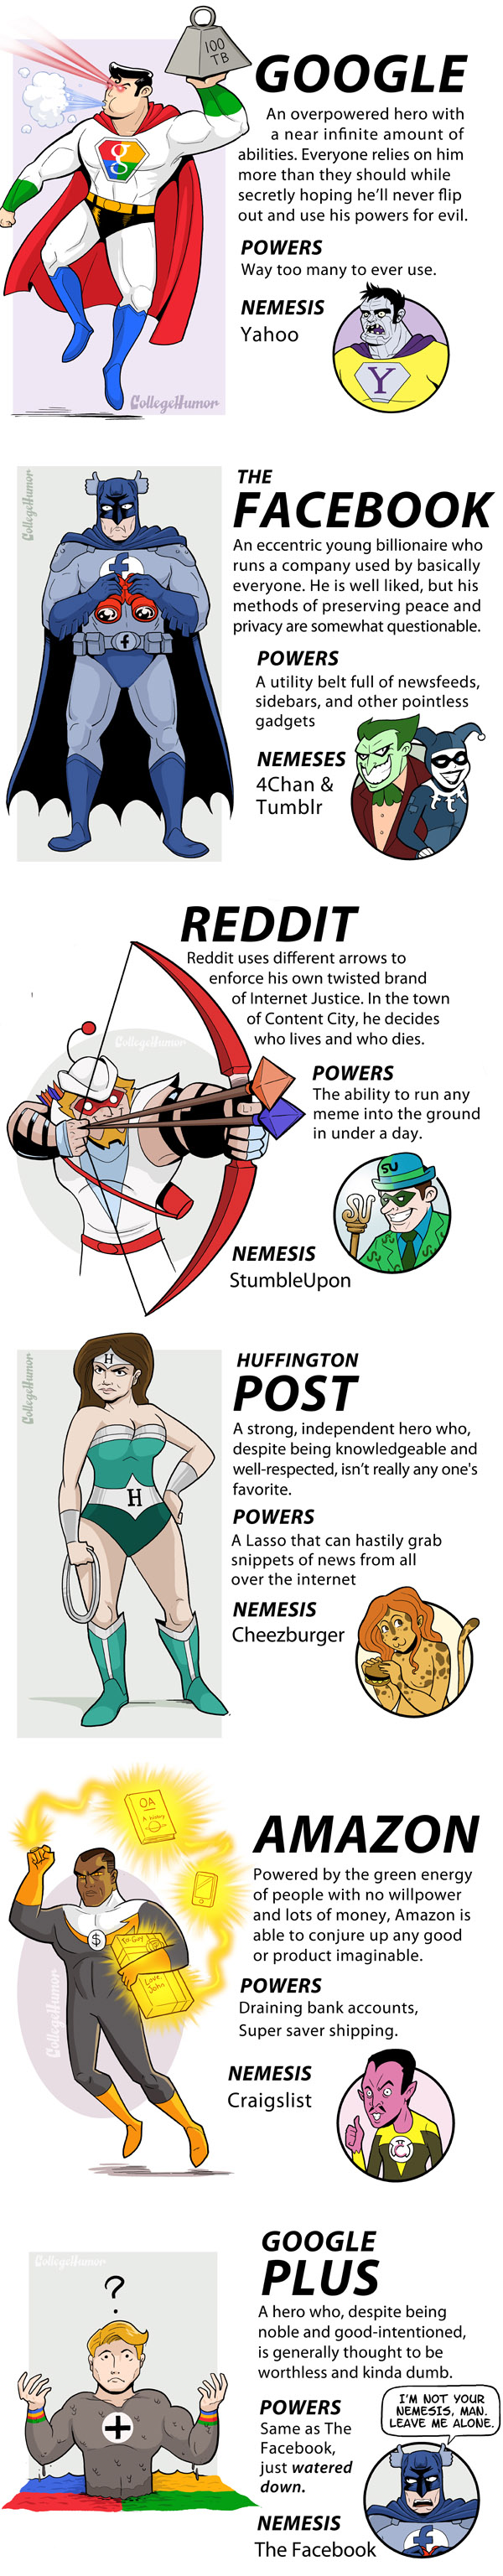 100
TB
GOOGLE
An overpowered hero with
a near infinite amount of
abilities. Everyone relies on him
more than they should while
secretly hoping he'll never flip
out and use his powers for evil.
g
POWERS
Way too many to ever use.
NEMESIS
Yahoo
Y
CollegeHumor
CollegeHumor
THE
FACEBOOK
An eccentric young billionaire who
runs a company used by basically
everyone. He is well liked, but his
methods of preserving peace and
privacy are somewhat questionable.
f
f
POWERS
A utility belt full of newsfeeds,
sidebars, and other pointless
gadgets
NEMESES
4Chan &
Tumblr
t
REDDIT
Reddit uses different arrows to
enforce his own twisted brand
of Internet Justice. In the town
of Content City, he decides
who lives and who dies.
CollegeHumor
POWERS
The ability to run any
meme into the ground
in under a day.
SU
SU
NEMESIS
StumbleUpon
CollegeHumor
HUFFINGTON
POST
A strong, independent hero who,
despite being knowledgeable and
well-respected, isn't really any one's
favorite.
H
H
POWERS
A Lasso that can hastily grab
snippets of news from all
over the internet
NEMESIS
Cheezburger
OA
A history
AMAZON
Powered by the green energy
of people with no willpower
and lots of money, Amazon is
able to conjure up any good
or product imaginable.
$
To Guy
Love,
John
CollegeHumor
POWERS
Draining bank accounts,
Super saver shipping.
NEMESIS
Craigslist
CollegeHumor
GOOGLE
PLUS
A hero who, despite being
noble and good-intentioned,
is generally thought to be
worthless and kinda dumb.
?
+
POWERS
Same as The
Facebook,
just watered
down.
I'M NOT YOUR
NEMESIS, MAN.
LEAVE ME ALONE.
f
NEMESIS
The Facebook